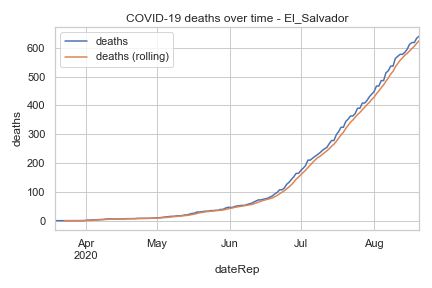 COVID-19 deaths over time - El_Salvador
deaths
deaths (rolling)
deaths
600
500
400
300
200
100
0
Apr
2020
May
Jun
Jul
Aug
dateRep